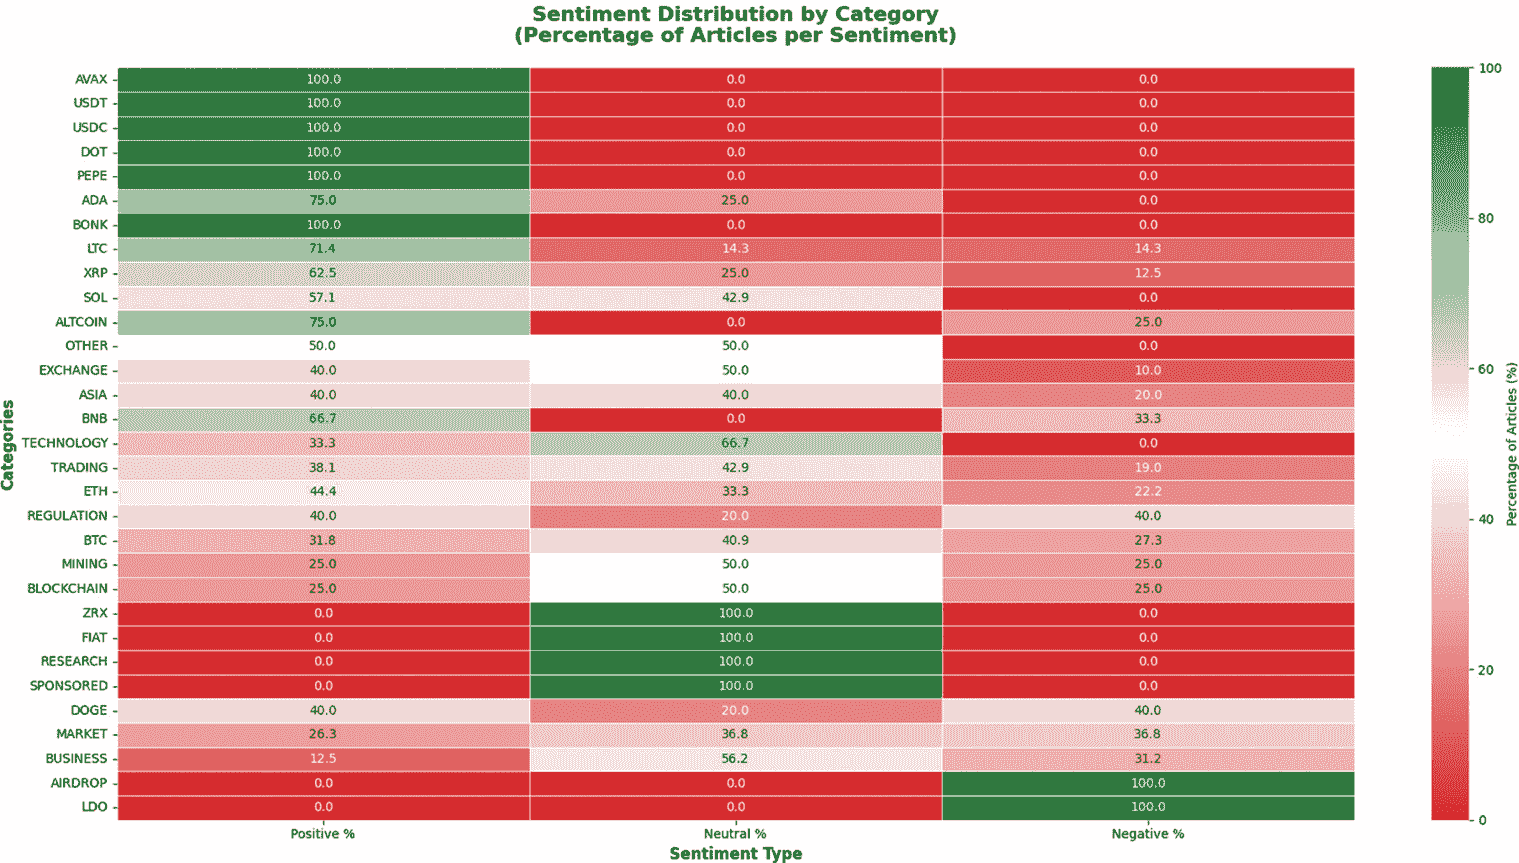 Sentiment Distribution by Category
(Percentage of Articles per Sentiment)
Categories
AVAX 100.0 0.0 0.0
USDT 100.0 0.0 0.0
USDC 100.0 0.0 0.0
DOT 100.0 0.0 0.0
PEPE 100.0 0.0 0.0
ADA 75.0 25.0 0.0
BONK 100.0 0.0 0.0
LTC 71.4 14.3 14.3
XRP 62.5 25.0 12.5
SOL 57.1 42.9 0.0
ALTCOIN 75.0 0.0 25.0
OTHER 50.0 50.0 0.0
EXCHANGE 40.0 50.0 10.0
ASIA 40.0 40.0 20.0
BNB 66.7 0.0 33.3
TECHNOLOGY 33.3 66.7 0.0
TRADING 38.1 42.9 19.0
ETH 44.4 33.3 22.2
REGULATION 40.0 20.0 40.0
BTC 31.8 40.9 27.3
MINING 25.0 50.0 25.0
BLOCKCHAIN 25.0 50.0 25.0
ZRX 0.0 100.0 0.0
FIAT 0.0 100.0 0.0
RESEARCH 0.0 100.0 0.0
SPONSORED 0.0 100.0 0.0
DOGE 40.0 20.0 40.0
MARKET 26.3 36.8 36.8
BUSINESS 12.5 56.2 31.2
AIRDROP 0.0 0.0 100.0
LDO 0.0 0.0 100.0
Positive % Neutral % Negative %
Sentiment Type
100
80
60
40
20
0
Percentage of Articles (%)